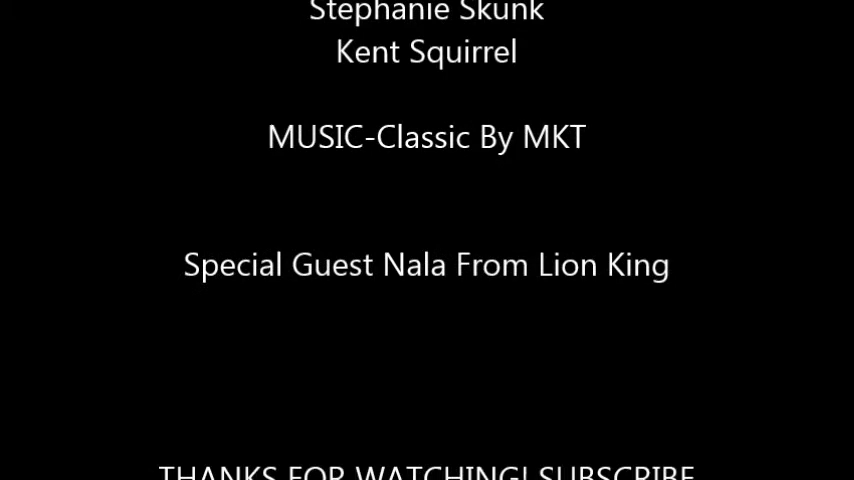 Stephanie Skunk
Kent Squirrel
MUSIC-Classic By MKT
Special Guest Nala From Lion King
THANKS FOR WATCHING! SUBSCRIBE